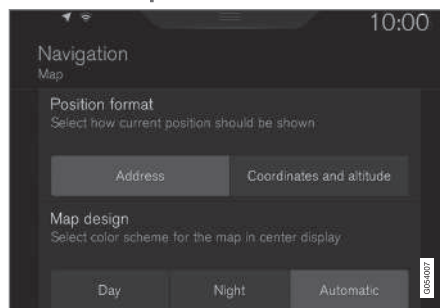 10:00
Navigation
Map
Position format
Select how current position should be shown
Address
Coordinates and altitude
Map design
Select color scheme for the map in center display
Day
Night
Automatic
G054007